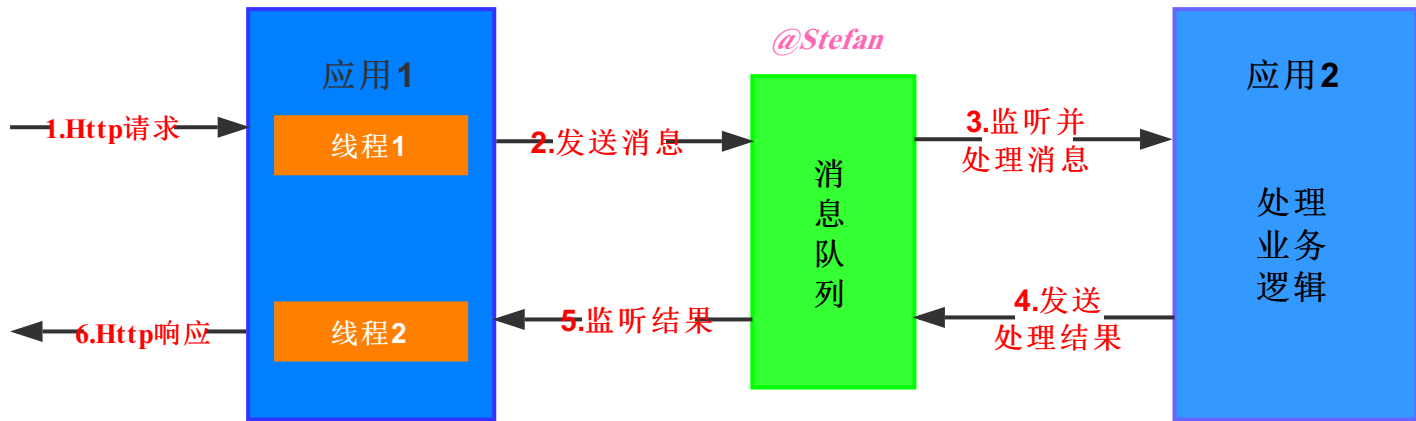 @Stefan
应用1
应用2
1.Http请求
线程1
2.发送消息
3.监听并
处理消息
消
息
队
列
处理
业务
逻辑
6.Http响应
线程2
5.监听结果
4.发送
处理结果